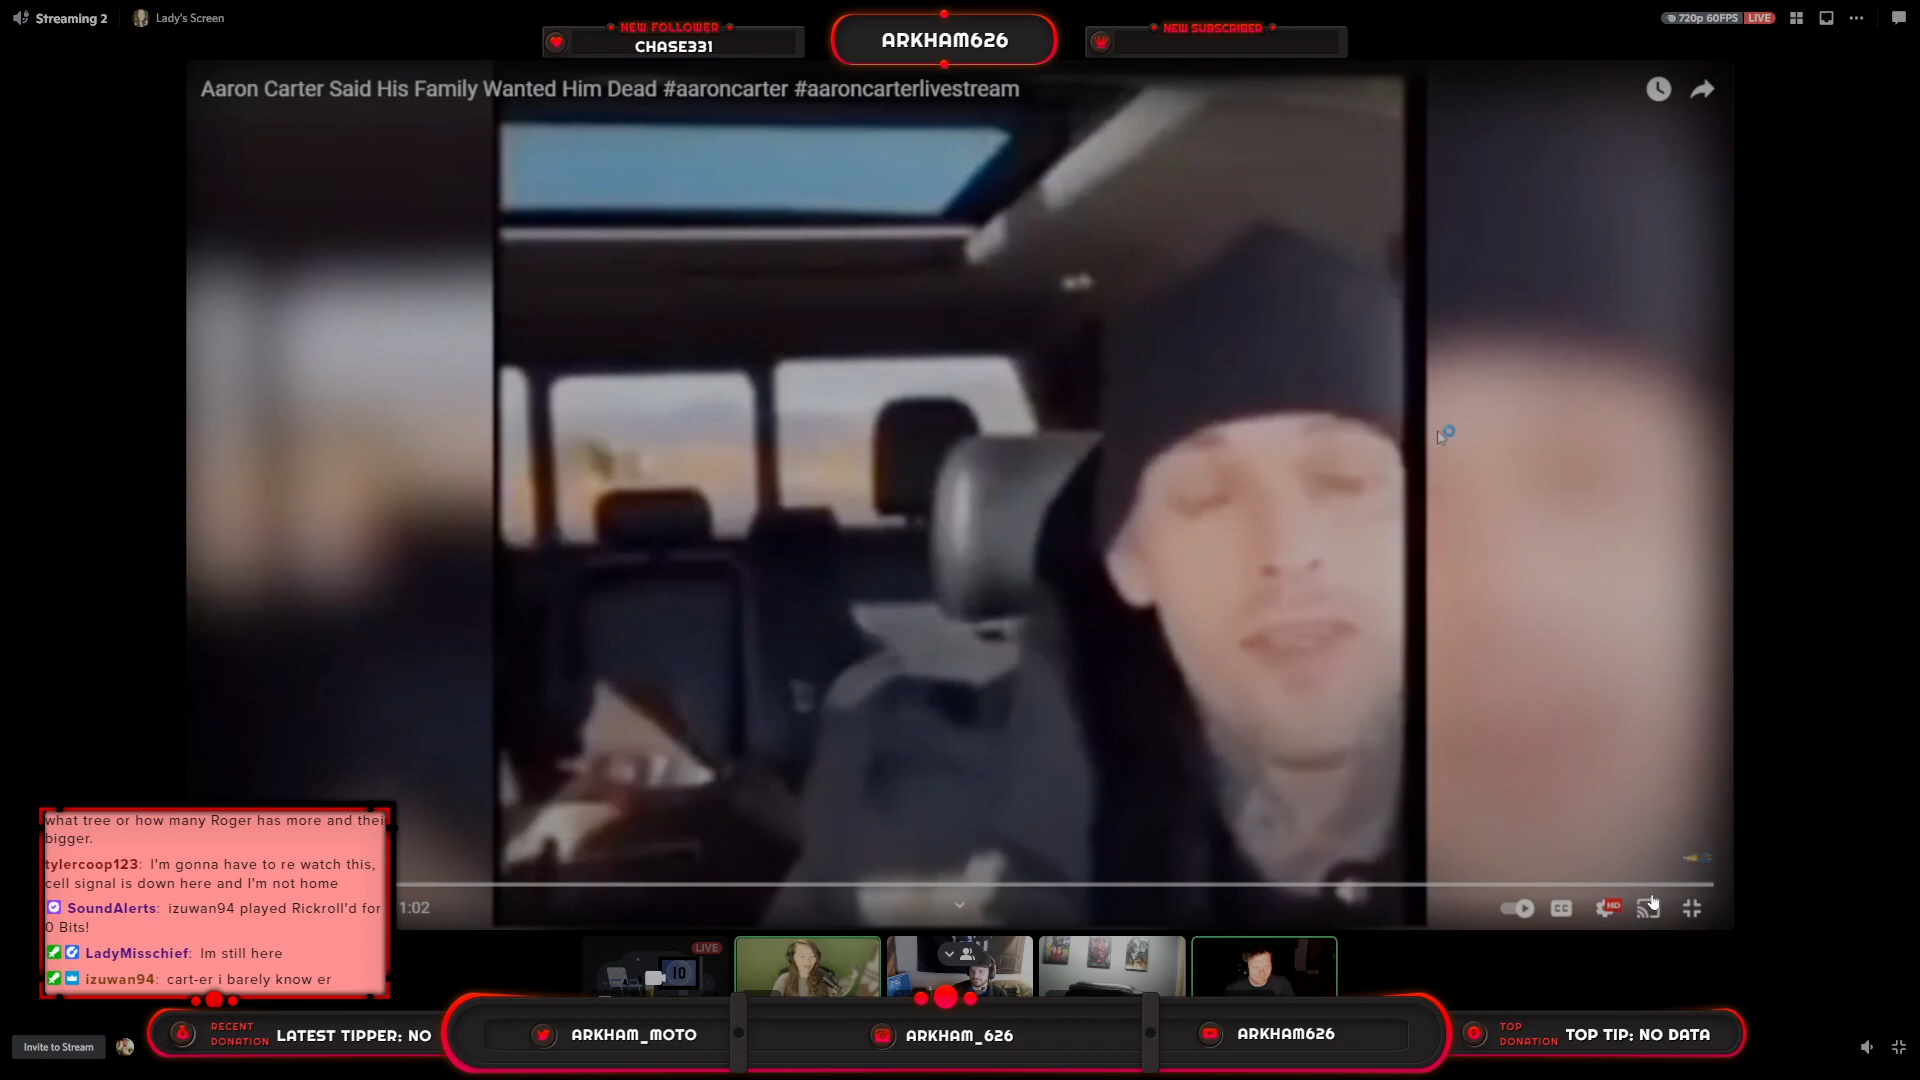 Streaming 2
Lady's Screen
NEW FOLLOWER
CHASE331
ARKHAM626
NEW SUBSCRIBER
720p 60FPS LIVE
Aaron Carter Said His Family Wanted Him Dead #aaroncarter #aaroncarterlivestream
what tree or how many Roger has more and thei
bigger.
tylercoop123: I'm gonna have to re watch this,
cell signal is down here and I'm not home
SoundAlerts: izuwan94 played Rickroll'd for
0 Bits!
LadyMisschief: Im still here
izuwan94: cart-er i barely know er
1:02
CC
HD
LIVE
10
RECENT
DONATION
LATEST TIPPER: NO
ARKHAM_MOTO
ARKHAM_626
ARKHAM626
TOP
DONATION
TOP TIP: NO DATA
Invite to Stream